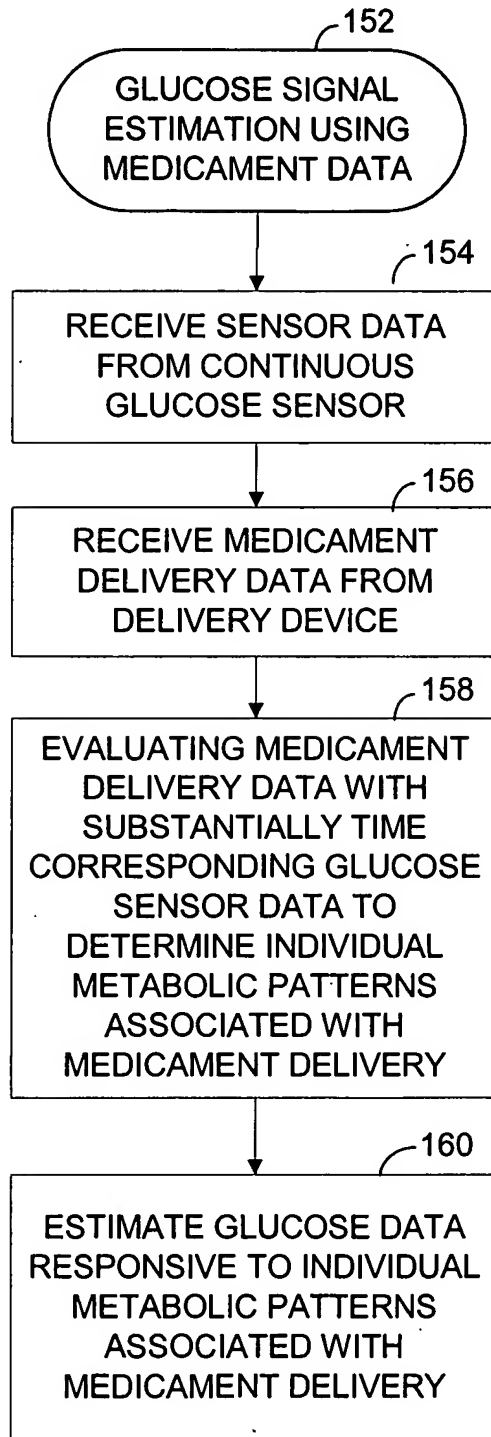 152
GLUCOSE SIGNAL
ESTIMATION USING
MEDICAMENT DATA
154
RECEIVE SENSOR DATA
FROM CONTINUOUS
GLUCOSE SENSOR
156
RECEIVE MEDICAMENT
DELIVERY DATA FROM
DELIVERY DEVICE
158
EVALUATING MEDICAMENT
DELIVERY DATA WITH
SUBSTANTIALLY TIME
CORRESPONDING GLUCOSE
SENSOR DATA TO
DETERMINE INDIVIDUAL
METABOLIC PATTERNS
ASSOCIATED WITH
MEDICAMENT DELIVERY
160
ESTIMATE GLUCOSE DATA
RESPONSIVE TO INDIVIDUAL
METABOLIC PATTERNS
ASSOCIATED WITH
MEDICAMENT DELIVERY